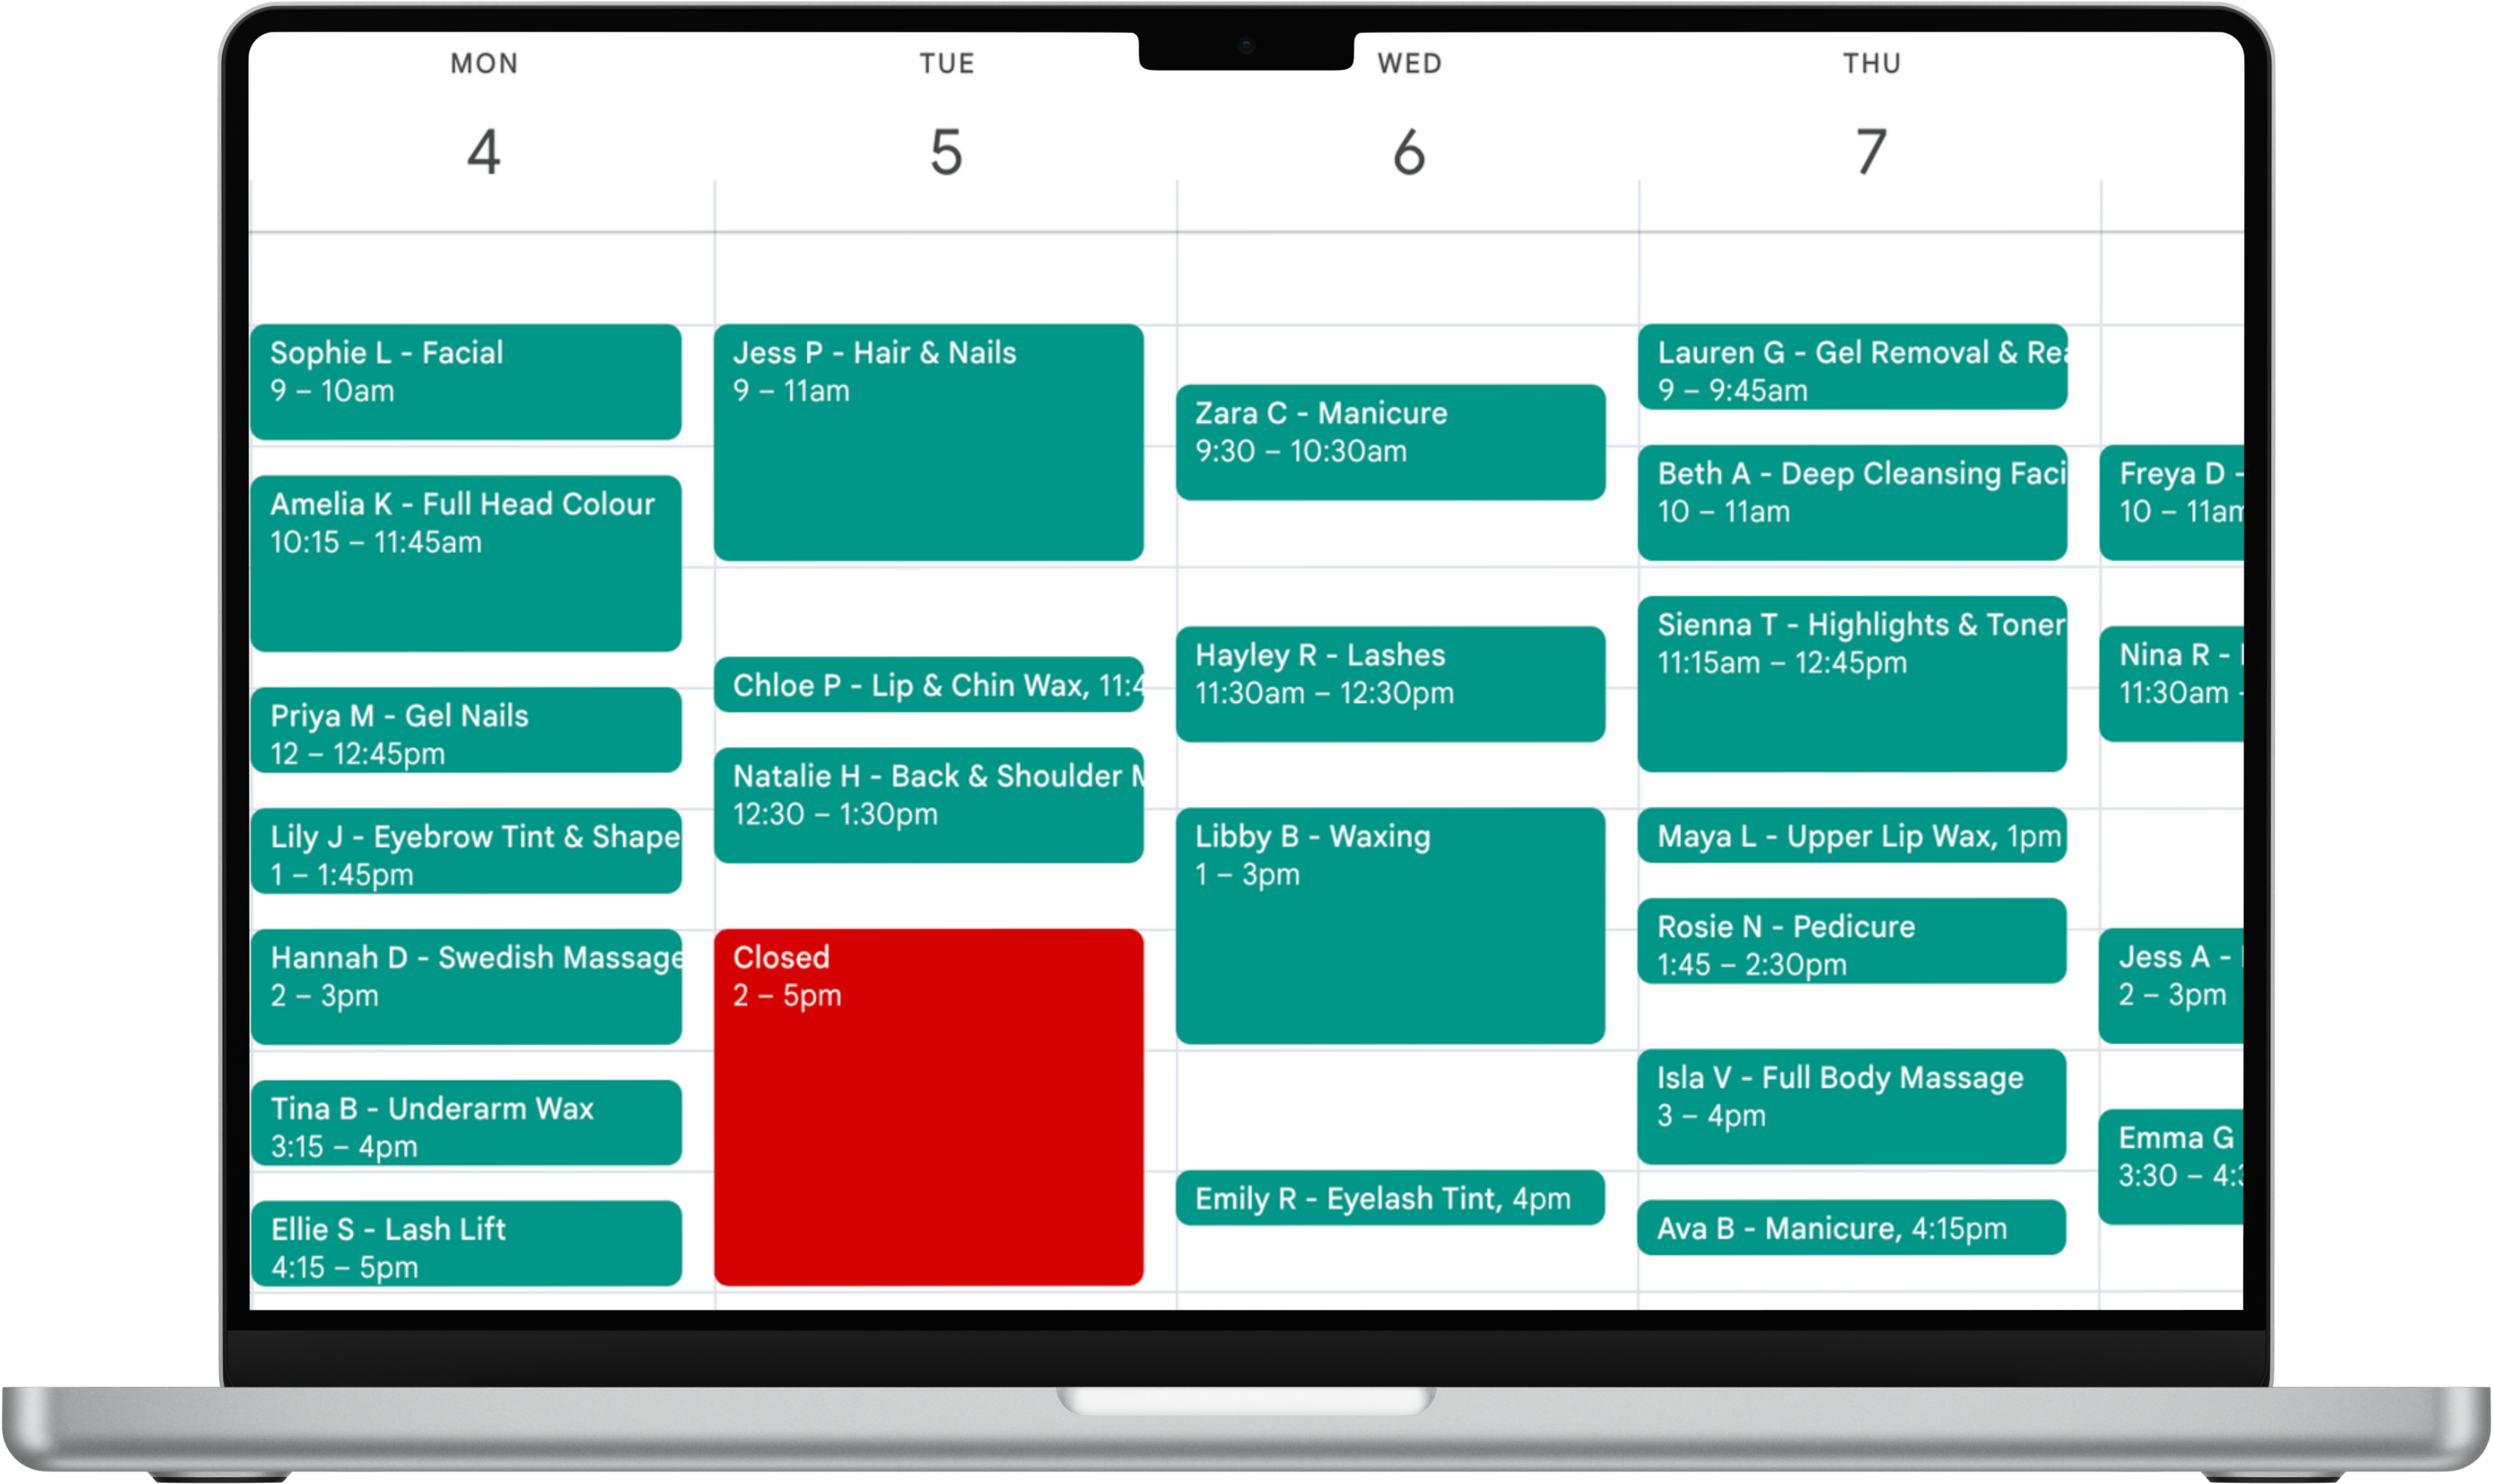 MON
4
Sophie L - Facial
9 – 10am
Amelia K - Full Head Colour
10:15 – 11:45am
Priya M - Gel Nails
12 – 12:45pm
Lily J - Eyebrow Tint & Shape
1 – 1:45pm
Hannah D - Swedish Massage
2 – 3pm
Tina B - Underarm Wax
3:15 – 4pm
Ellie S - Lash Lift
4:15 – 5pm
TUE
5
Jess P - Hair & Nails
9 – 11am
Chloe P - Lip & Chin Wax, 11:4
Natalie H - Back & Shoulder
12:30 – 1:30pm
Closed
2 – 5pm
WED
6
Zara C - Manicure
9:30 – 10:30am
Hayley R - Lashes
11:30am – 12:30pm
Libby B - Waxing
1 – 3pm
Emily R - Eyelash Tint, 4pm
THU
7
Lauren G - Gel Removal &
9 – 9:45am
Beth A - Deep Cleansing Faci
10 – 11am
Sienna T - Highlights & Toner
11:15am – 12:45pm
Maya L - Upper Lip Wax, 1pm
Rosie N - Pedicure
1:45 – 2:30pm
Isla V - Full Body Massage
3 – 4pm
Ava B - Manicure, 4:15pm
Freya D -
10 – 11am
Nina R -
11:30am -
Jess A -
2 – 3pm
Emma G
3:30 –